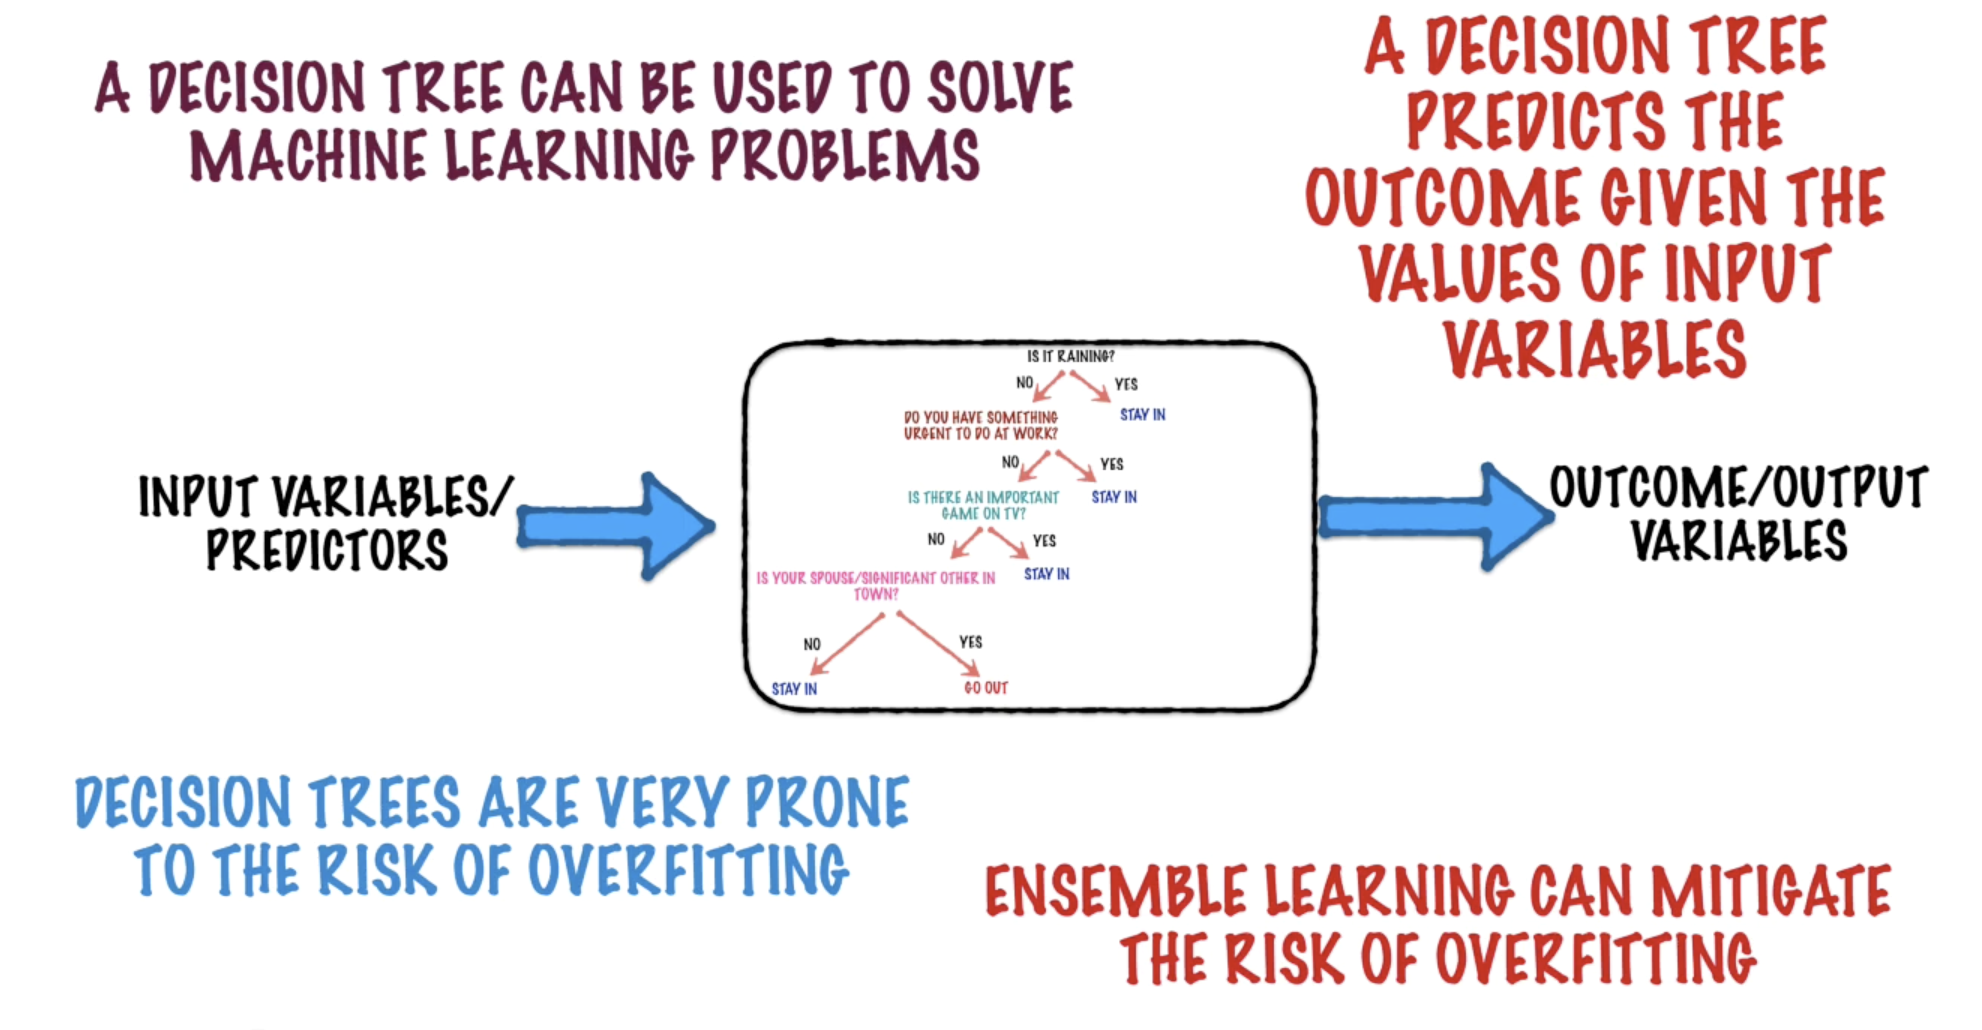 A DECISION TREE CAN BE USED TO SOLVE
MACHINE LEARNING PROBLEMS
A DECISION TREE
PREDICTS THE
OUTCOME GIVEN THE
VALUES OF INPUT
VARIABLES
INPUT VARIABLES/
PREDICTORS
IS IT RAINING?
NO
YES
STAY IN
DO YOU HAVE SOMETHING
URGENT TO DO AT WORK?
NO
YES
STAY IN
IS THERE AN IMPORTANT
GAME ON TV?
NO
YES
STAY IN
IS YOUR SPOUSE/SIGNIFICANT OTHER IN
TOWN?
NO
YES
STAY IN
GO OUT
OUTCOME/OUTPUT
VARIABLES
DECISION TREES ARE VERY PRONE
TO THE RISK OF OVERFITTING
ENSEMBLE LEARNING CAN MITIGATE
THE RISK OF OVERFITTING